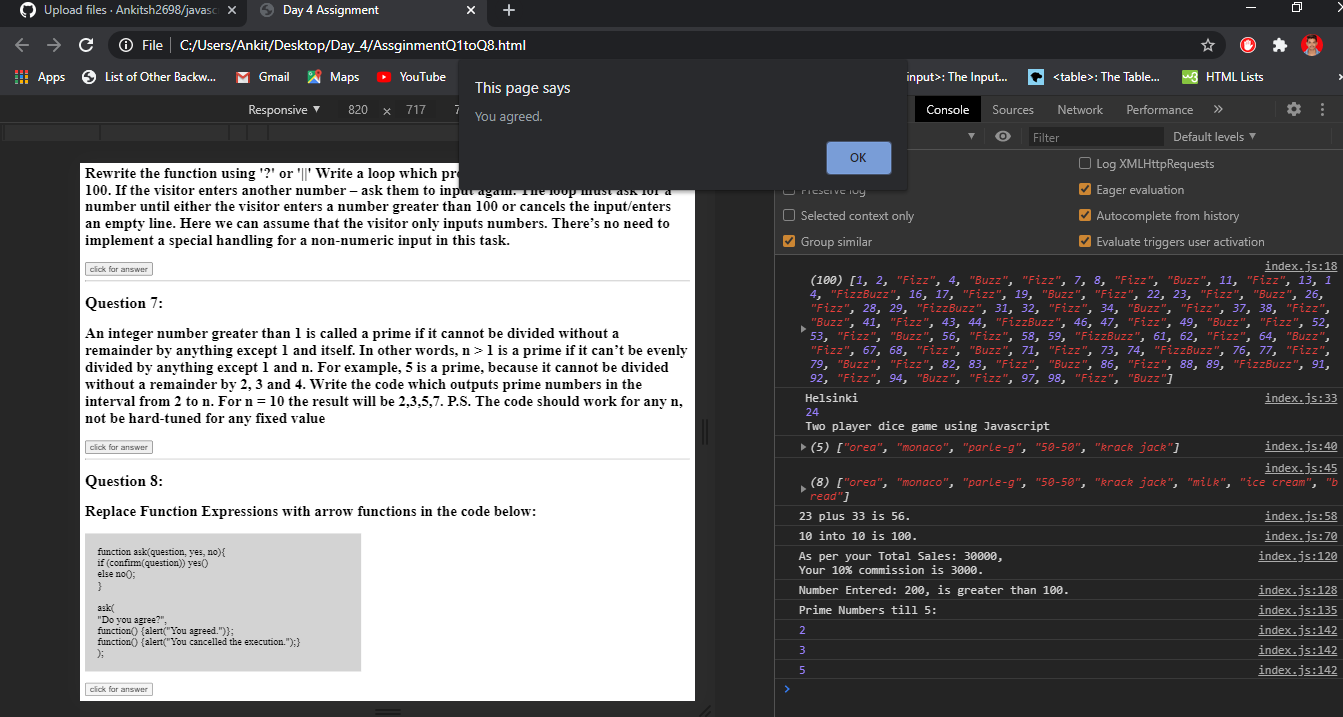 Upload files · Ankitsh2698/javasc
Day 4 Assignment
File C:/Users/Ankit/Desktop/Day_4/AssginmentQ1toQ8.html
Apps List of Other Backw... Gmail Maps YouTube input>: The Input... <table>: The Table... HTML Lists
This page says
You agreed.
OK
Responsive ▼ 820 × 717 7
Console Sources Network Performance »
Filter Default levels ▼
Log XMLHttpRequests
Preserve log Eager evaluation
Selected context only Autocomplete from history
Group similar Evaluate triggers user activation
Rewrite the function using '?' or '||' Write a loop which pr
100. If the visitor enters another number – ask them to input again. The loop must ask for a
number until either the visitor enters a number greater than 100 or cancels the input/enters
an empty line. Here we can assume that the visitor only inputs numbers. There's no need to
implement a special handling for a non-numeric input in this task.
click for answer
Question 7:
An integer number greater than 1 is called a prime if it cannot be divided without a
remainder by anything except 1 and itself. In other words, n > 1 is a prime if it can't be evenly
divided by anything except 1 and n. For example, 5 is a prime, because it cannot be divided
without a remainder by 2, 3 and 4. Write the code which outputs prime numbers in the
interval from 2 to n. For n = 10 the result will be 2,3,5,7. P.S. The code should work for any n,
not be hard-tuned for any fixed value
click for answer
Question 8:
Replace Function Expressions with arrow functions in the code below:
function ask(question, yes, no){
if (confirm(question)) yes()
else no();
}
ask(
"Do you agree?",
function() {alert("You agreed.")};
function() {alert("You cancelled the execution.");}
);
click for answer
index.js:18
(100) [1, 2, "Fizz", 4, "Buzz", "Fizz", 7, 8, "Fizz", "Buzz", 11, "Fizz", 13, 1
4, "FizzBuzz", 16, 17, "Fizz", 19, "Buzz", "Fizz", 22, 23, "Fizz", "Buzz", 26,
"Fizz", 28, 29, "FizzBuzz", 31, 32, "Fizz", 34, "Buzz", "Fizz", 37, 38, "Fizz",
"Buzz", 41, "Fizz", 43, 44, "FizzBuzz", 46, 47, "Fizz", 49, "Buzz", "Fizz", 52,
53, "Fizz", "Buzz", 56, "Fizz", 58, 59, "FizzBuzz", 61, 62, "Fizz", 64, "Buzz",
"Fizz", 67, 68, "Fizz", "Buzz", 71, "Fizz", 73, 74, "FizzBuzz", 76, 77, "Fizz",
79, "Buzz", "Fizz", 82, 83, "Fizz", "Buzz", 86, "Fizz", 88, 89, "FizzBuzz", 91,
92, "Fizz", 94, "Buzz", "Fizz", 97, 98, "Fizz", "Buzz"]
Helsinki index.js:33
24
Two player dice game using Javascript
(5) ["orea", "monaco", "parle-g", "50-50", "krack jack"] index.js:40
index.js:45
(8) ["orea", "monaco", "parle-g", "50-50", "krack jack", "milk", "ice cream", "b
read"]
23 plus 33 is 56. index.js:58
10 into 10 is 100. index.js:70
As per your Total Sales: 30000, index.js:120
Your 10% commission is 3000.
Number Entered: 200, is greater than 100. index.js:128
Prime Numbers till 5: index.js:135
2 index.js:142
3 index.js:142
5 index.js:142